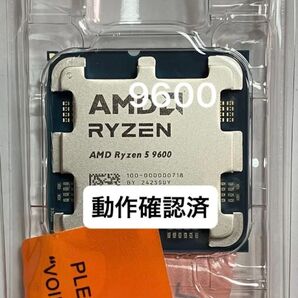 9600
AMD
RYZEN
AMD Ryzen 5 9600
100-000000718
BY 2423SUY
動作確認済
PLE
"VOI